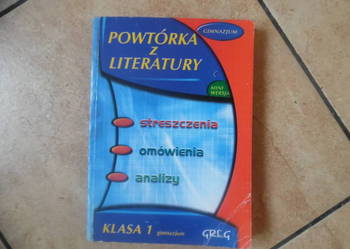 GIMNAZJUM
POWTÓRKA
Z
LITERATURY
MINI
WERSJA
streszczenia
omówienia
analizy
KLASA 1 gimnazjum
GREG